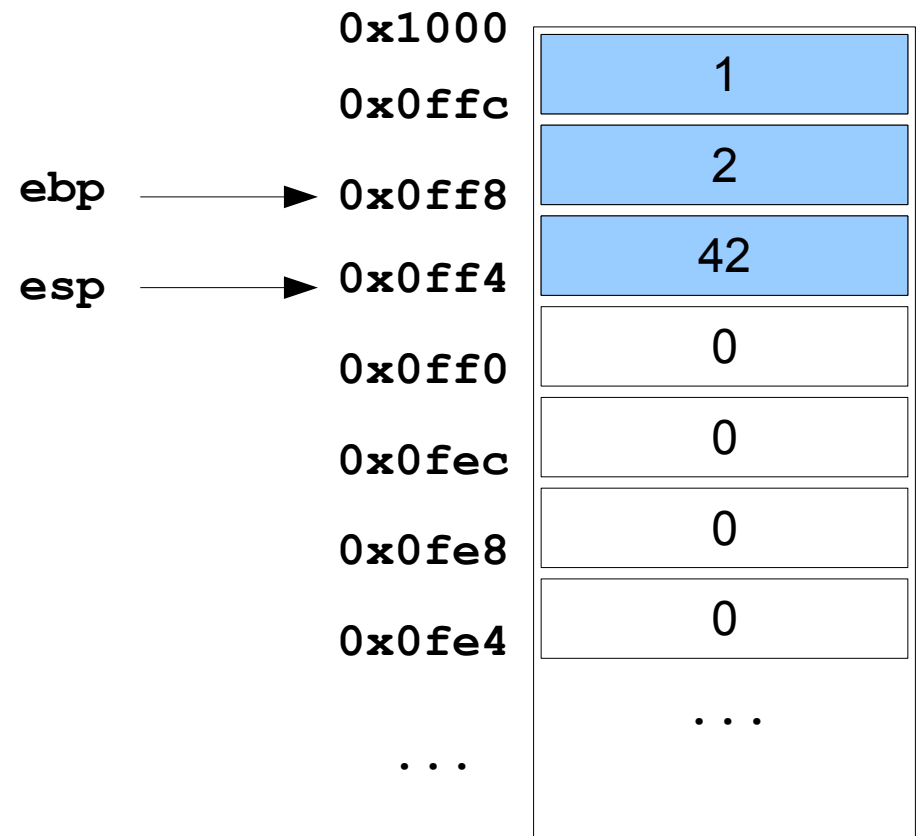 0x1000
1
0x0ffc
2
ebp 0x0ff8
42
esp 0x0ff4
0
0x0ff0
0
0x0fec
0
0x0fe8
0
0x0fe4
...
...